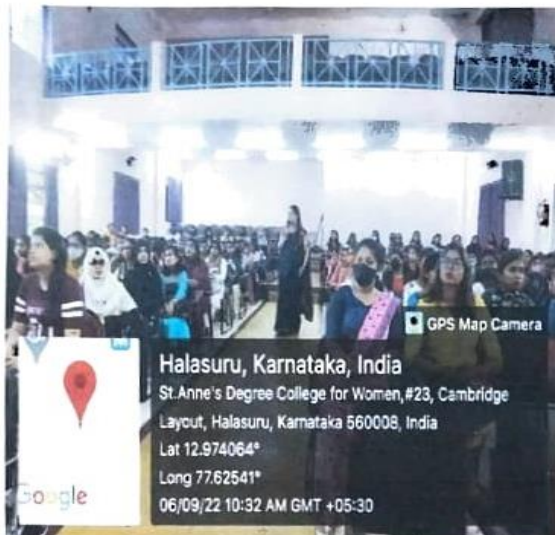 GPS Map Camera
Halasuru, Karnataka, India
St.Anne's Degree College for Women,#23, Cambridge
Layout, Halasuru, Karnataka 560008, India
Lat 12.974064°
Long 77.62541°
06/09/22 10:32 AM GMT +05:30
Google